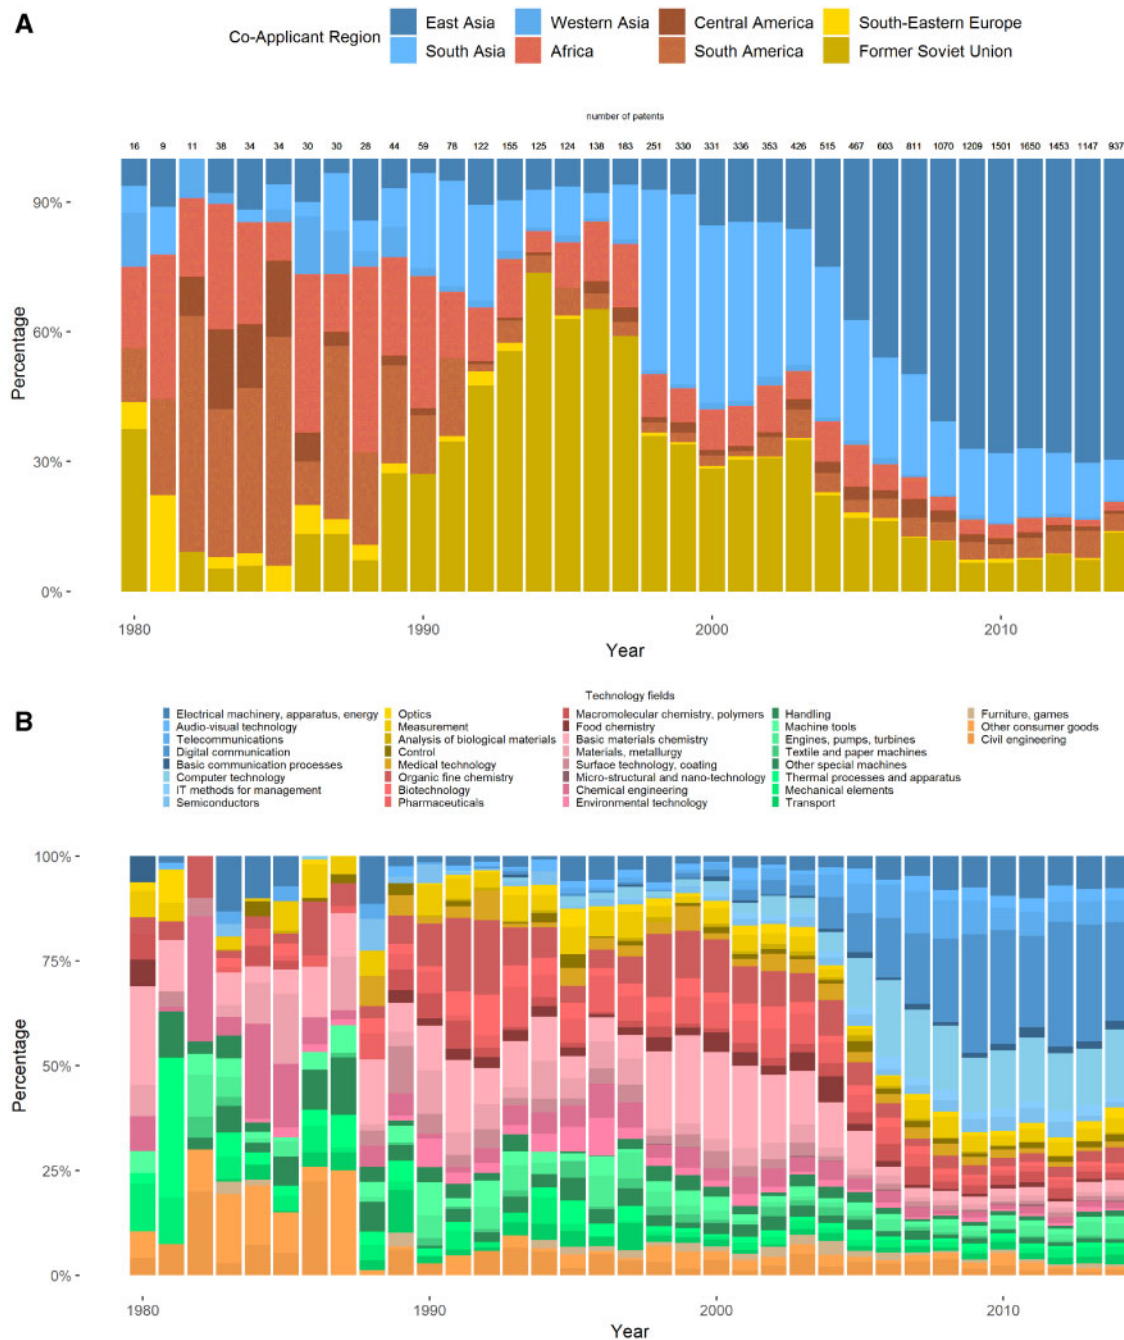 A
Co-Applicant Region
East Asia Western Asia Central America South-Eastern Europe
South Asia Africa South America Former Soviet Union
number of patents
16 9 11 38 34 34 30 30 28 44 59 78 122 155 125 124 138 183 251 330 331 336 353 426 515 467 603 811 1070 1209 1501 1650 1453 1147 937
90%
60%
30%
0%
Percentage
1980 1990 2000 2010
Year
B
Technology fields
Electrical machinery, apparatus, energy Optics Macromolecular chemistry, polymers Handling Furniture, games
Audio-visual technology Measurement Food chemistry Machine tools Other consumer goods
Telecommunications Analysis of biological materials Basic materials chemistry Engines, pumps, turbines Civil engineering
Digital communication Control Materials, metallurgy Textile and paper machines
Basic communication processes Medical technology Surface technology, coating Other special machines
Computer technology Organic fine chemistry Micro-structural and nano-technology Thermal processes and apparatus
IT methods for management Biotechnology Chemical engineering Mechanical elements
Semiconductors Pharmaceuticals Environmental technology Transport
100%
75%
50%
25%
0%
Percentage
1980 1990 2000 2010
Year